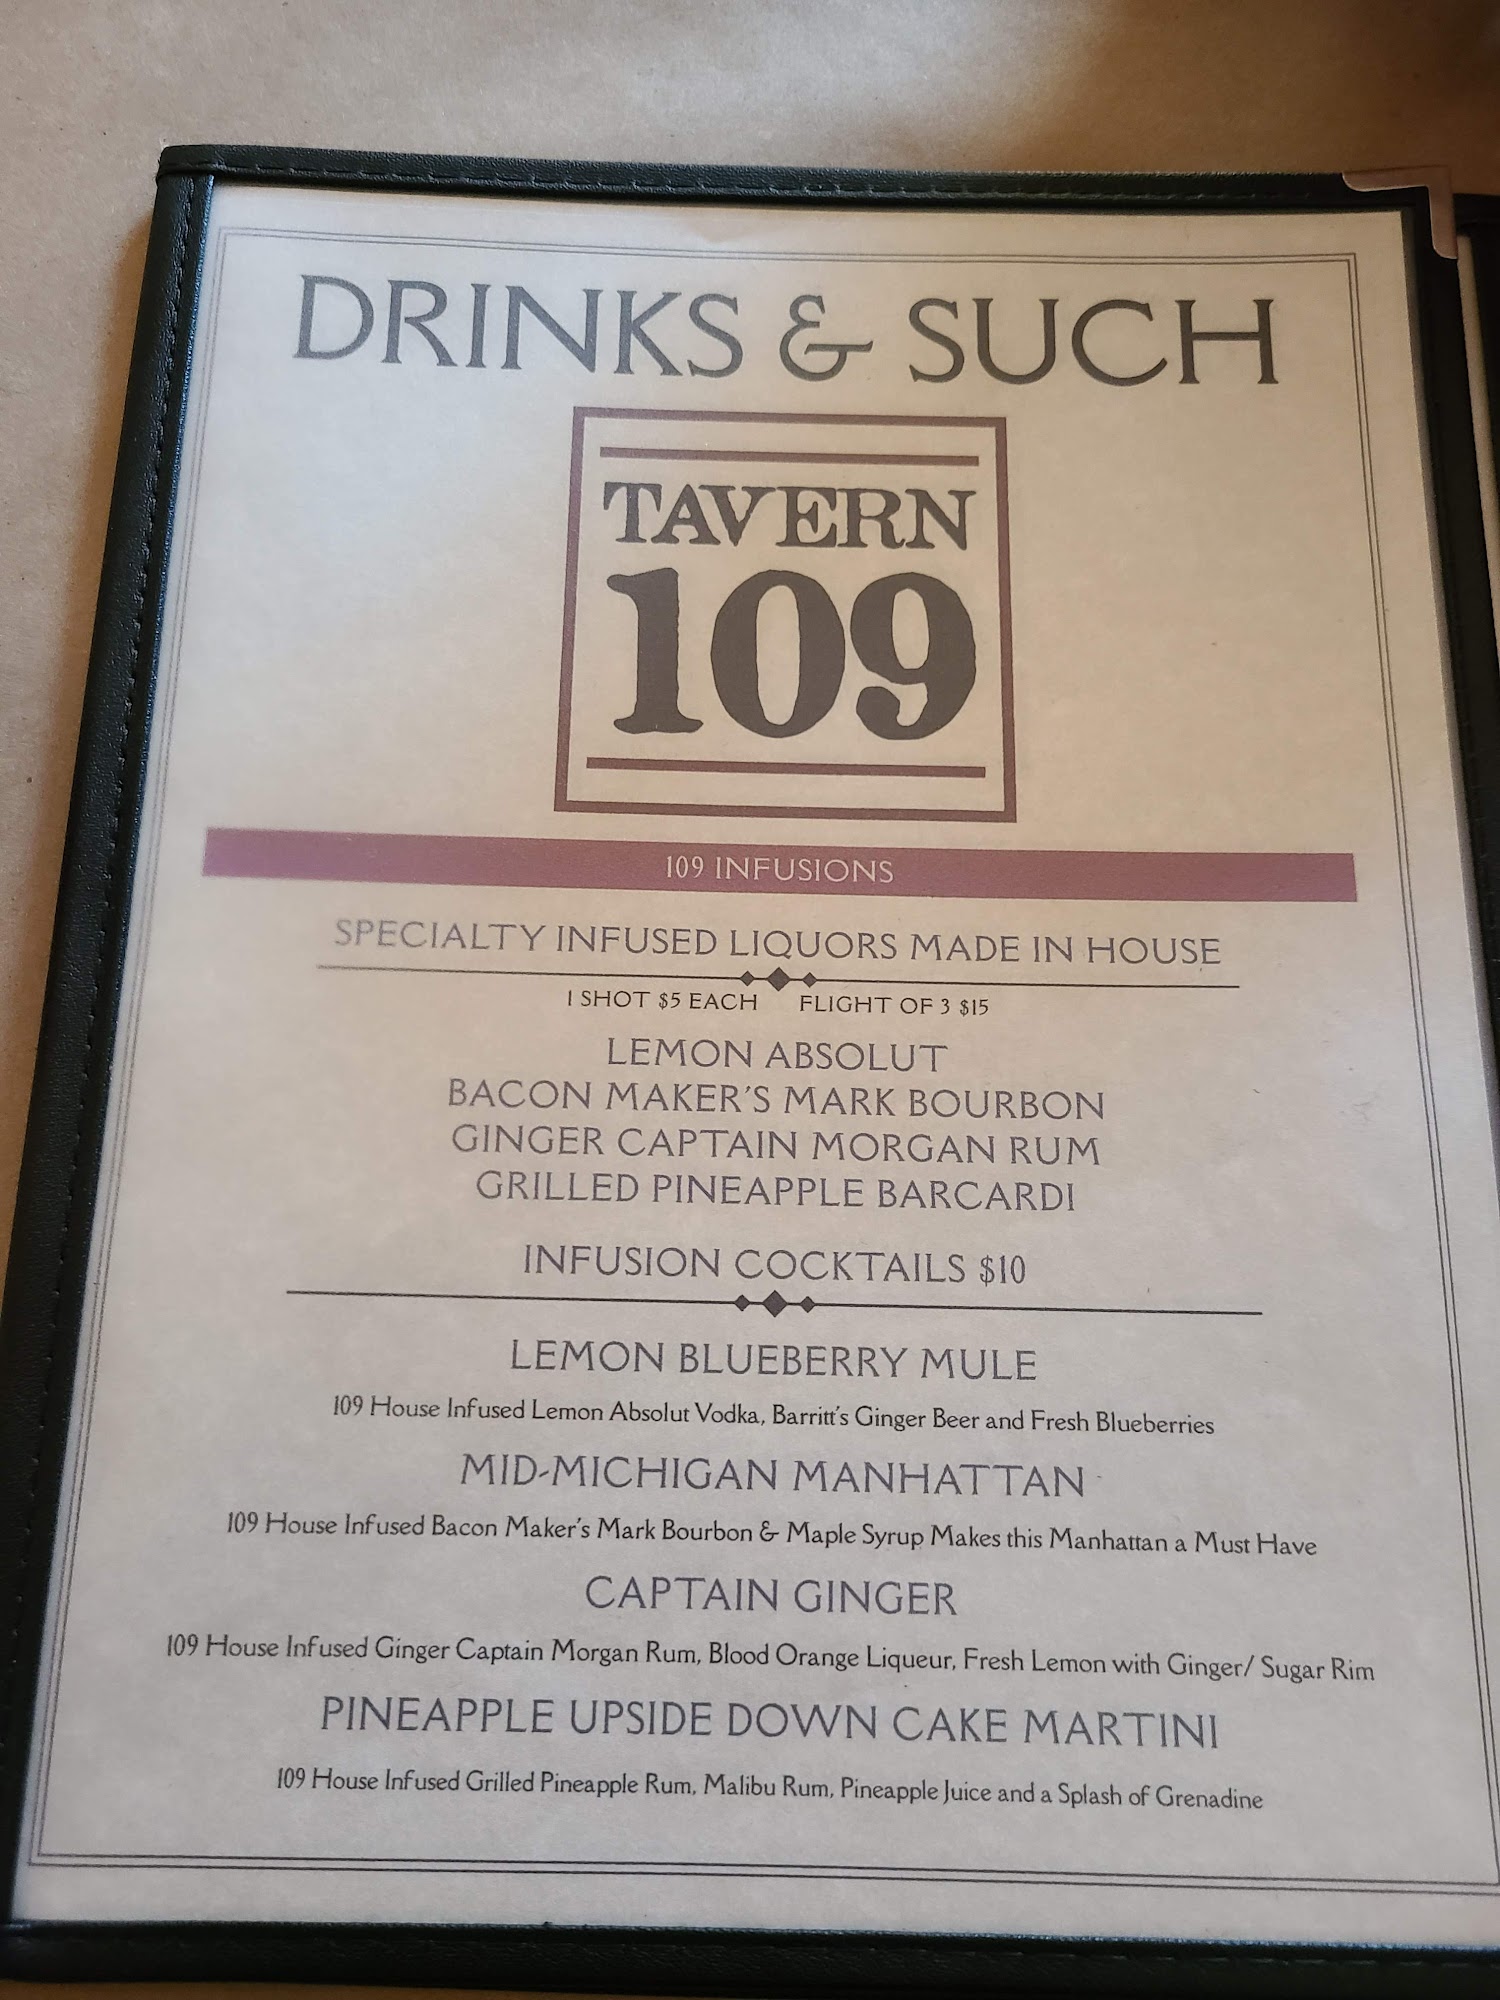 DRINKS & SUCH
TAVERN
109
109 INFUSIONS
SPECIALTY INFUSED LIQUORS MADE IN HOUSE
1 SHOT $5 EACH FLIGHT OF 3 $15
LEMON ABSOLUT
BACON MAKER'S MARK BOURBON
GINGER CAPTAIN MORGAN RUM
GRILLED PINEAPPLE BARCARDI
INFUSION COCKTAILS $10
LEMON BLUEBERRY MULE
109 House Infused Lemon Absolut Vodka, Barritt's Ginger Beer and Fresh Blueberries
MID-MICHIGAN MANHATTAN
109 House Infused Bacon Maker's Mark Bourbon & Maple Syrup Makes this Manhattan a Must Have
CAPTAIN GINGER
109 House Infused Ginger Captain Morgan Rum, Blood Orange Liqueur, Fresh Lemon with Ginger/ Sugar Rim
PINEAPPLE UPSIDE DOWN CAKE MARTINI
109 House Infused Grilled Pineapple Rum, Malibu Rum, Pineapple Juice and a Splash of Grenadine